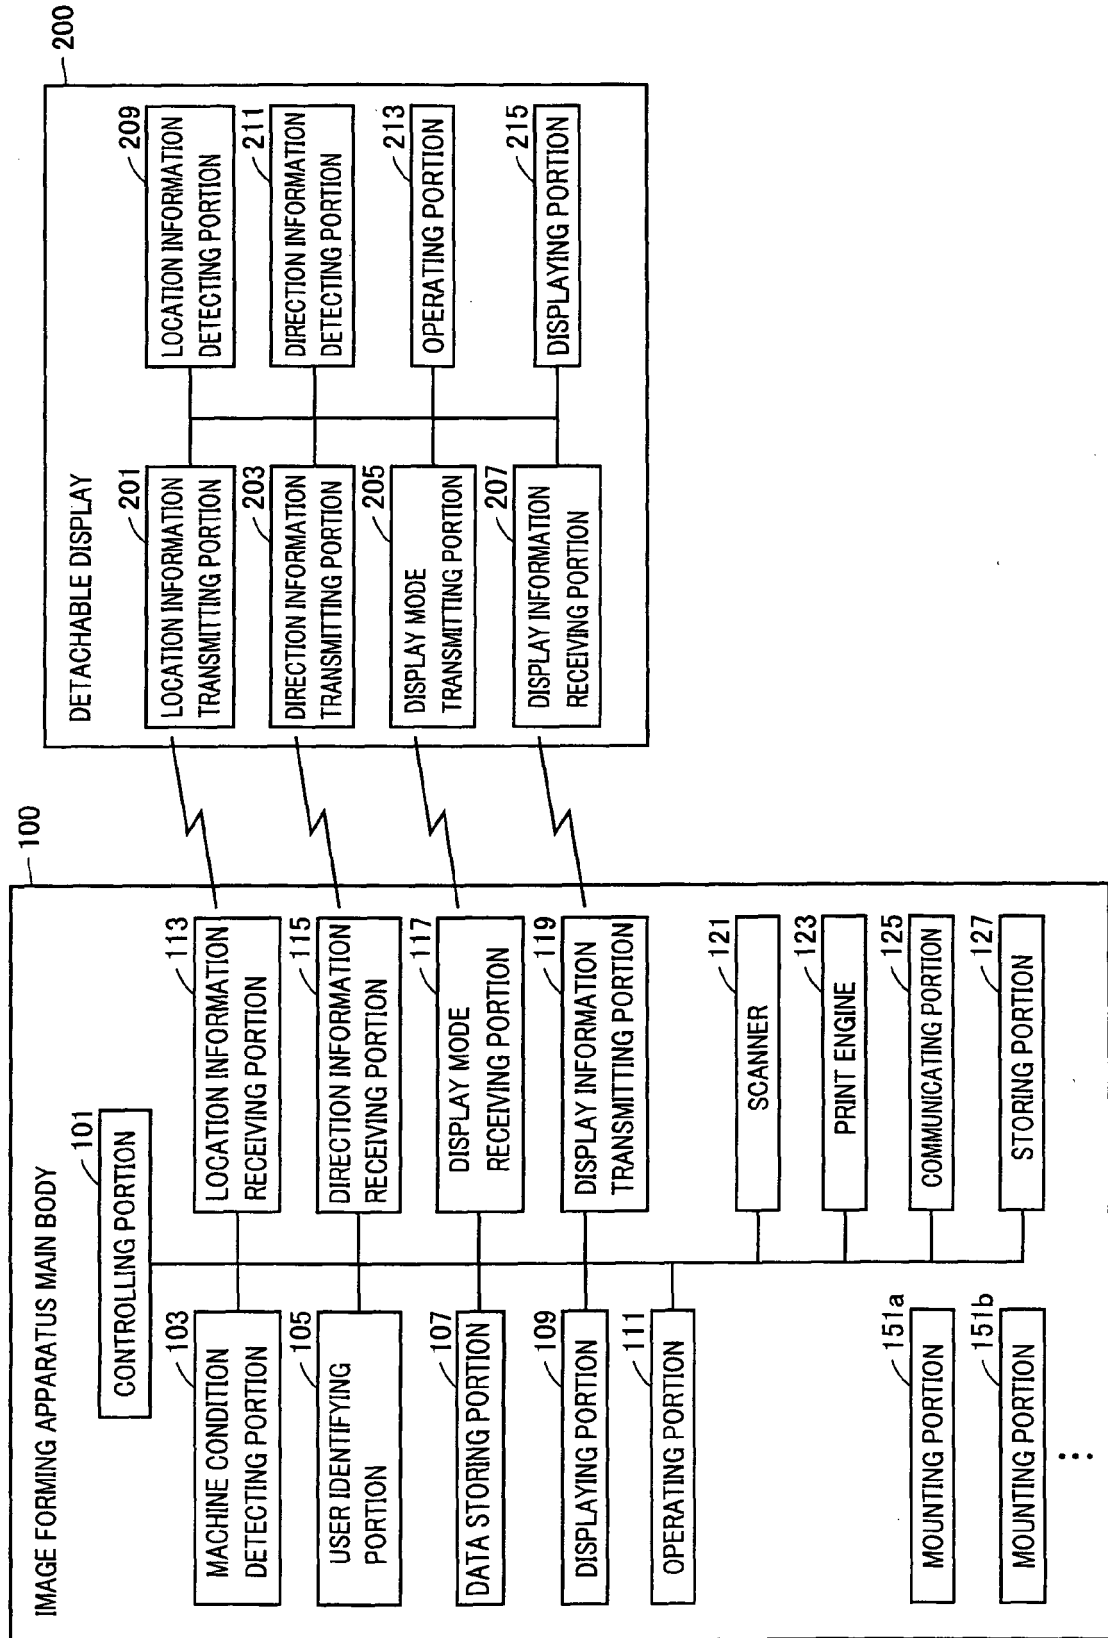 100
IMAGE FORMING APPARATUS MAIN BODY
101
CONTROLLING PORTION
103
MACHINE CONDITION
DETECTING PORTION
105
USER IDENTIFYING
PORTION
107
DATA STORING PORTION
109
DISPLAYING PORTION
111
OPERATING PORTION
151a
MOUNTING PORTION
151b
MOUNTING PORTION
113
LOCATION INFORMATION
RECEIVING PORTION
115
DIRECTION INFORMATION
RECEIVING PORTION
117
DISPLAY MODE
RECEIVING PORTION
119
DISPLAY INFORMATION
TRANSMITTING PORTION
121
SCANNER
123
PRINT ENGINE
125
COMMUNICATING PORTION
127
STORING PORTION
200
DETACHABLE DISPLAY
201
LOCATION INFORMATION
TRANSMITTING PORTION
203
DIRECTION INFORMATION
TRANSMITTING PORTION
205
DISPLAY MODE
TRANSMITTING PORTION
207
DISPLAY INFORMATION
RECEIVING PORTION
209
LOCATION INFORMATION
DETECTING PORTION
211
DIRECTION INFORMATION
DETECTING PORTION
213
OPERATING PORTION
215
DISPLAYING PORTION